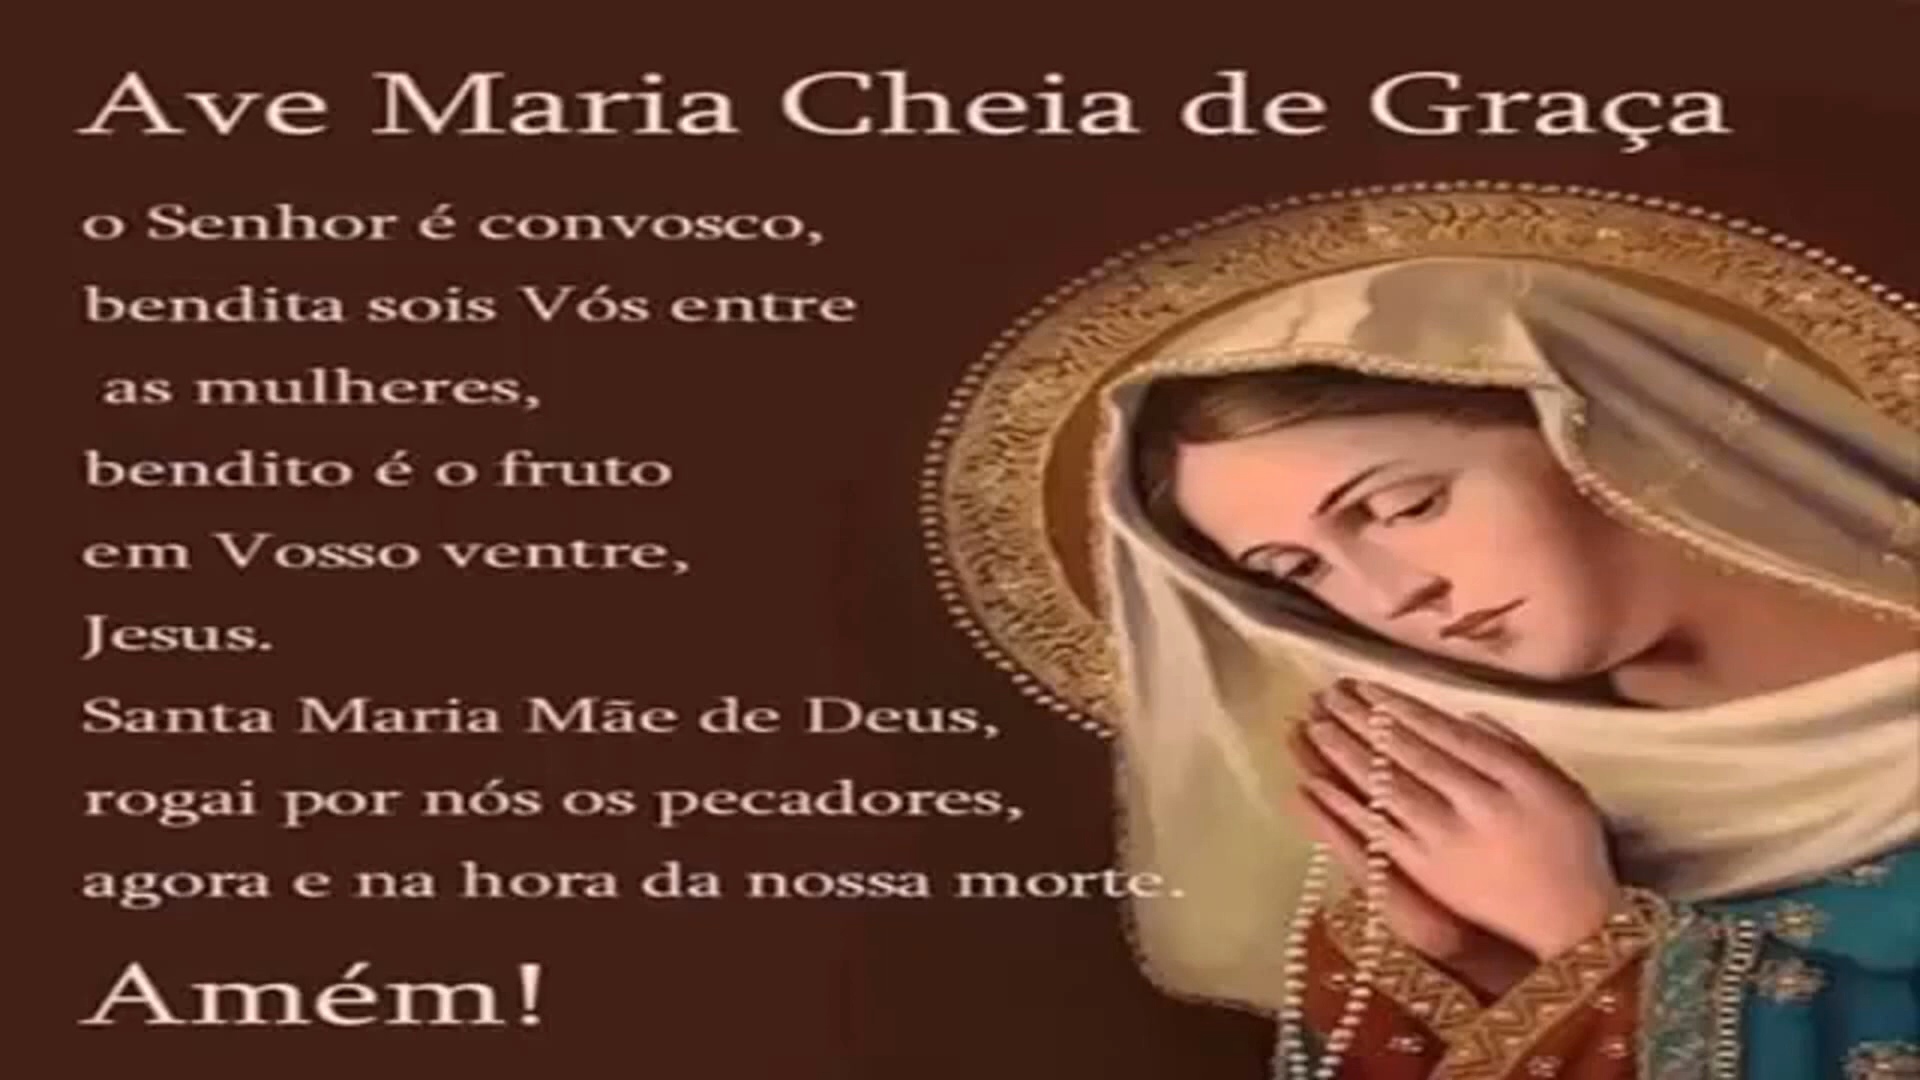 Ave Maria Cheia de Graça
o Senhor é convosco,
bendita sois Vós entre
as mulheres,
bendito é o fruto
em Vosso ventre,
Jesus.
Santa Maria Mãe de Deus,
rogai por nós os pecadores,
agora e na hora da nossa morte.
Amém!